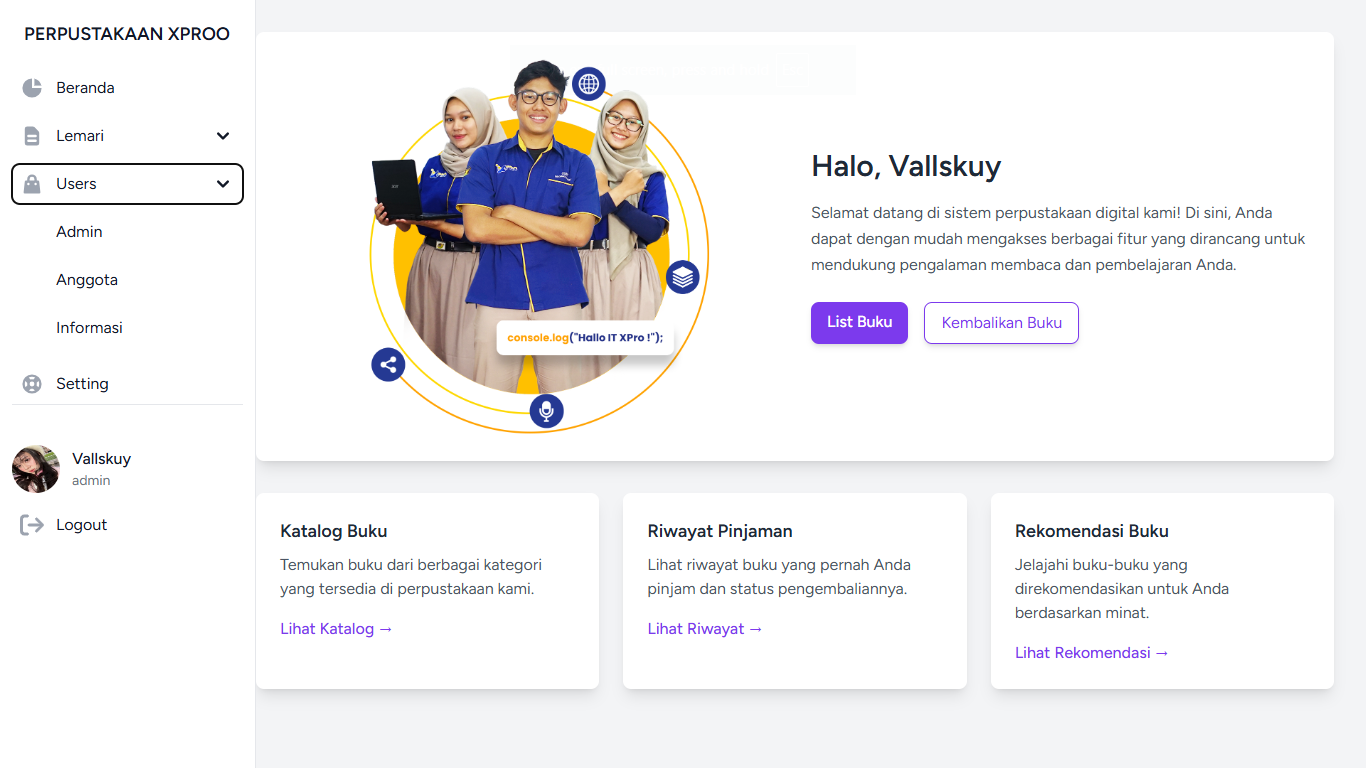 PERPUSTAKAAN XPROO
Beranda
Lemari
Users
Admin
Anggota
Informasi
Setting
Vallskuy
admin
Logout
console.log("Hallo IT XPro !");
Halo, Vallskuy
Selamat datang di sistem perpustakaan digital kami! Di sini, Anda
dapat dengan mudah mengakses berbagai fitur yang dirancang untuk
mendukung pengalaman membaca dan pembelajaran Anda.
List Buku
Kembalikan Buku
Katalog Buku
Temukan buku dari berbagai kategori
yang tersedia di perpustakaan kami.
Lihat Katalog →
Riwayat Pinjaman
Lihat riwayat buku yang pernah Anda
pinjam dan status pengembaliannya.
Lihat Riwayat →
Rekomendasi Buku
Jelajahi buku-buku yang
direkomendasikan untuk Anda
berdasarkan minat.
Lihat Rekomendasi →